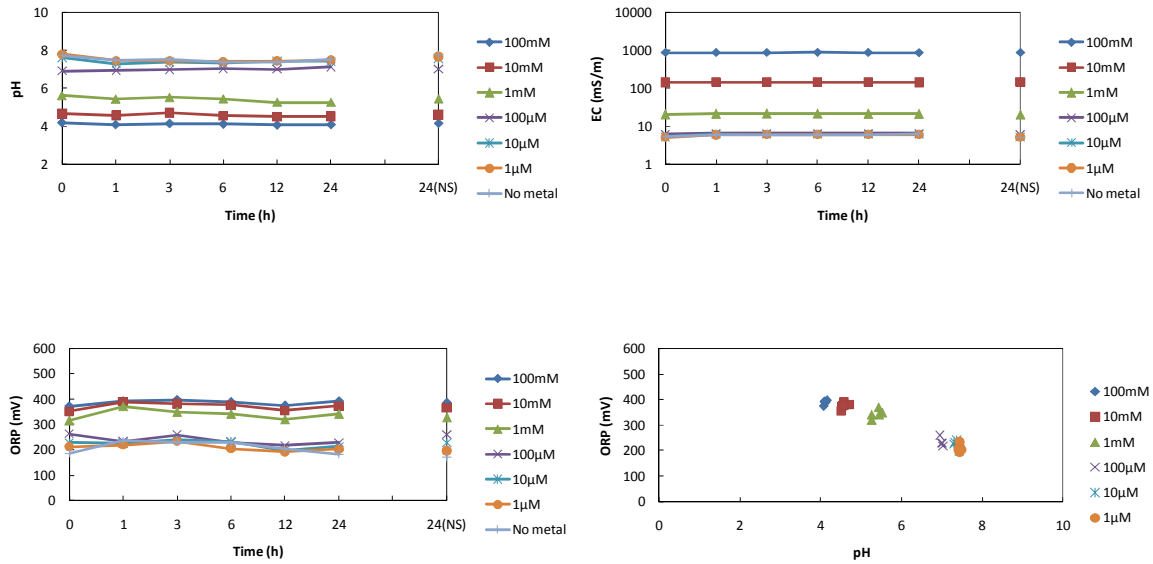 10
8
6
4
2
pH
0 1 3 6 12 24 24(NS)
Time (h)
100mM
10mM
1mM
100µM
10µM
1µM
No metal
10000
1000
100
10
1
EC (mS/m)
0 1 3 6 12 24 24(NS)
Time (h)
100mM
10mM
1mM
100µM
10µM
1µM
No metal
600
500
400
300
200
100
0
ORP (mV)
0 1 3 6 12 24 24(NS)
Time (h)
100mM
10mM
1mM
100µM
10µM
1µM
No metal
600
500
400
300
200
100
0
ORP (mV)
0 2 4 6 8 10
pH
100mM
10mM
1mM
100µM
10µM
1µM